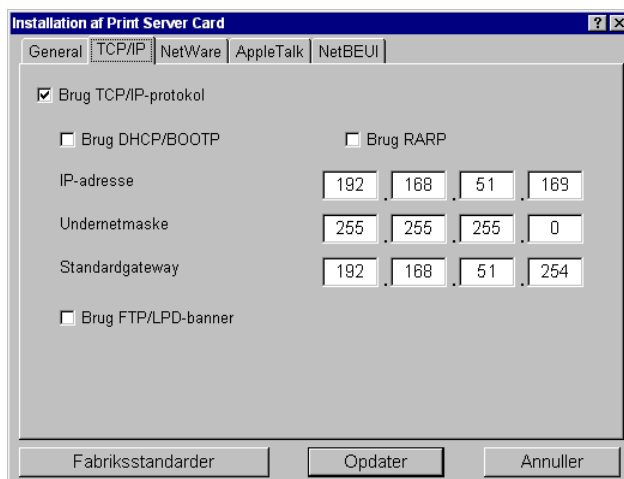 Installation af Print Server Card
General TCP/IP NetWare AppleTalk NetBEUI
Brug TCP/IP-protokol
Brug DHCP/BOOTP Brug RARP
IP-adresse 192 . 168 . 51 . 169
Undernetmaske 255 . 255 . 255 . 0
Standardgateway 192 . 168 . 51 . 254
Brug FTP/LPD-banner
Fabriksstandarder Opdater Annuller